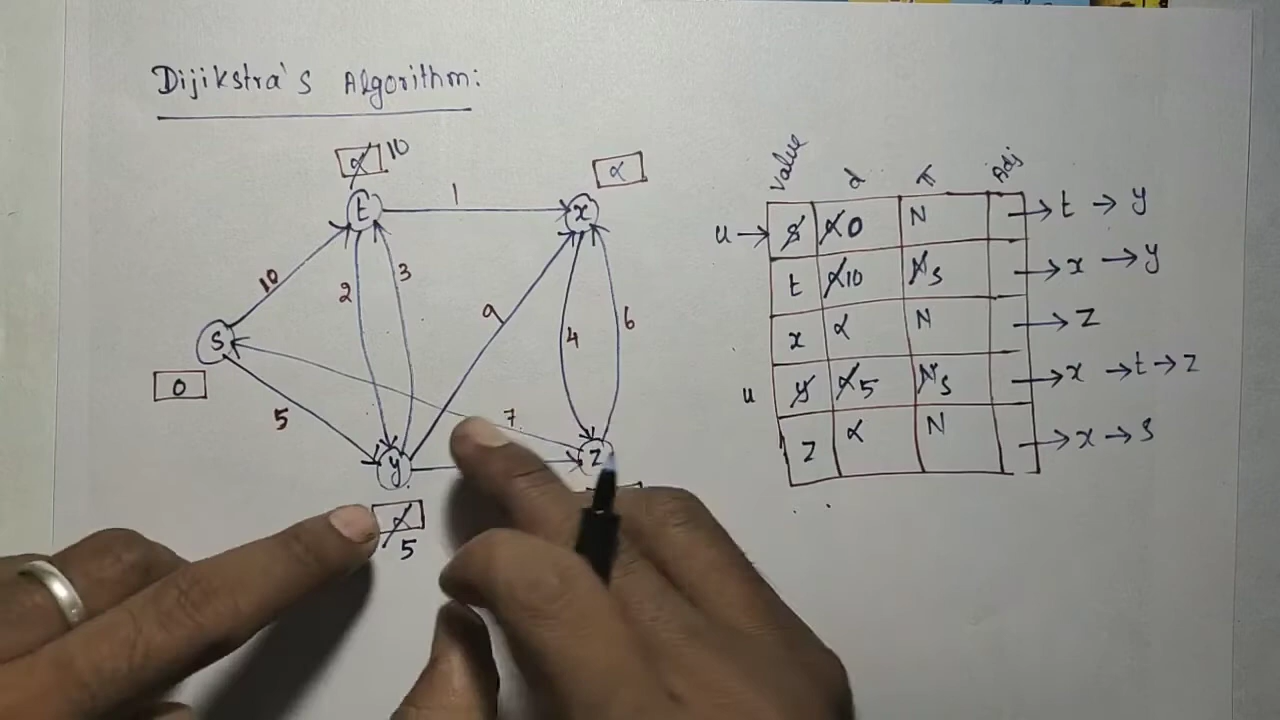 Dijikstra's Algorithm:
α 10
α
t
1
x
10
2
3
9
4
6
s
0
5
7
y
z
α
5
Value d π Adj
u → s α 0 N → t → y
t α 10 N s → x → y
x α N → z
u y α 5 N s → x → t → z
z α N → x → s